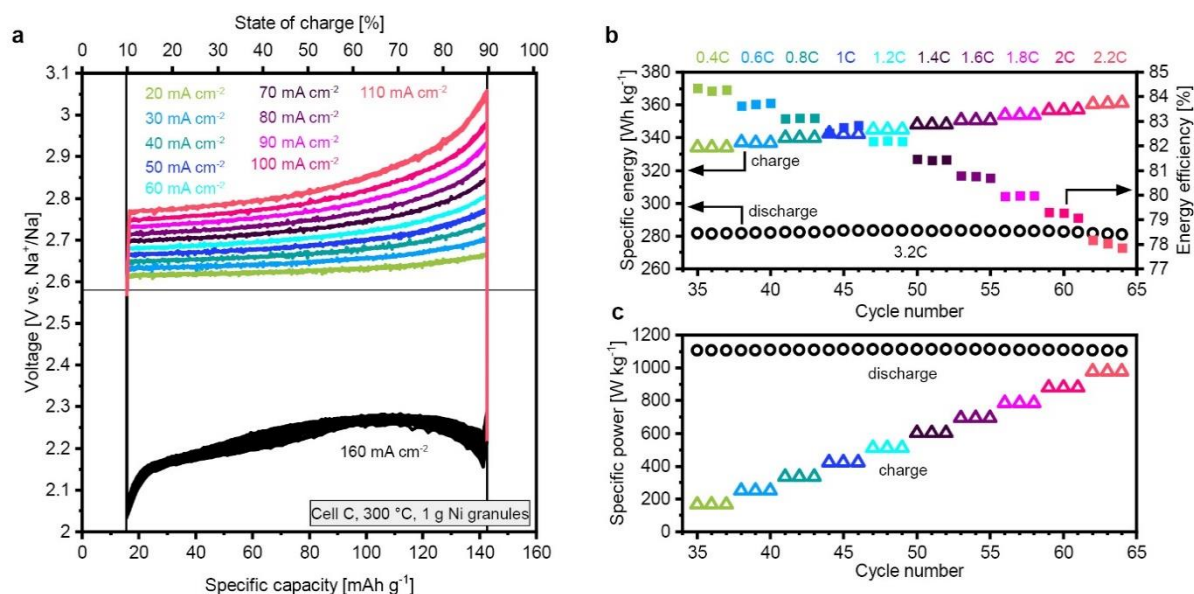 a
State of charge [%]
0 10 20 30 40 50 60 70 80 90 100
3.1
3.0
2.9
2.8
2.7
2.6
2.5
2.4
2.3
2.2
2.1
2
Voltage [V vs. Na⁺/Na]
20 mA cm⁻²
30 mA cm⁻²
40 mA cm⁻²
50 mA cm⁻²
60 mA cm⁻²
70 mA cm⁻²
80 mA cm⁻²
90 mA cm⁻²
100 mA cm⁻²
110 mA cm⁻²
160 mA cm⁻²
Cell C, 300 °C, 1 g Ni granules
0 20 40 60 80 100 120 140 160
Specific capacity [mAh g⁻¹]
b
0.4C 0.6C 0.8C 1C 1.2C 1.4C 1.6C 1.8C 2C 2.2C
380
360
340
320
300
280
260
Specific energy [Wh kg⁻¹]
charge
discharge
3.2C
85
84
83
82
81
80
79
78
77
Energy efficiency [%]
35 40 45 50 55 60 65
Cycle number
c
1200
1000
800
600
400
200
0
Specific power [W kg⁻¹]
discharge
charge
35 40 45 50 55 60 65
Cycle number